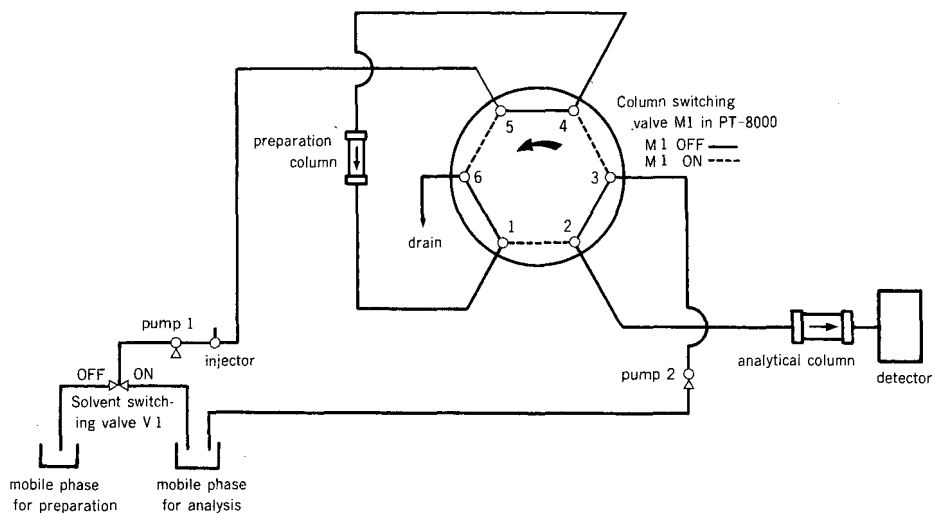 Column switching
valve M1 in PT-8000
M1 OFF
M1 ON
5
4
6
3
1
2
preparation
column
drain
pump 1
injector
OFF
ON
Solvent switch-
ing valve V1
mobile phase
for preparation
mobile phase
for analysis
pump 2
analytical column
detector